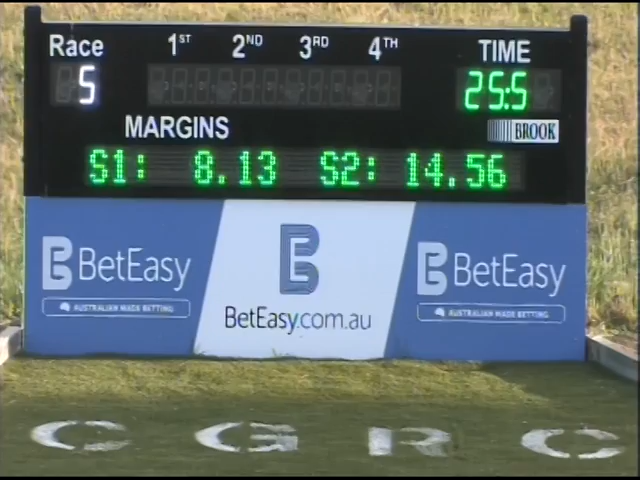 Race 1ST 2ND 3RD 4TH TIME
5 25:5
MARGINS BROOK
S1: 8.13 S2: 14.56
BetEasy
AUSTRALIAN MADE BETTING
BetEasy.com.au
BetEasy
AUSTRALIAN MADE BETTING
C G R C